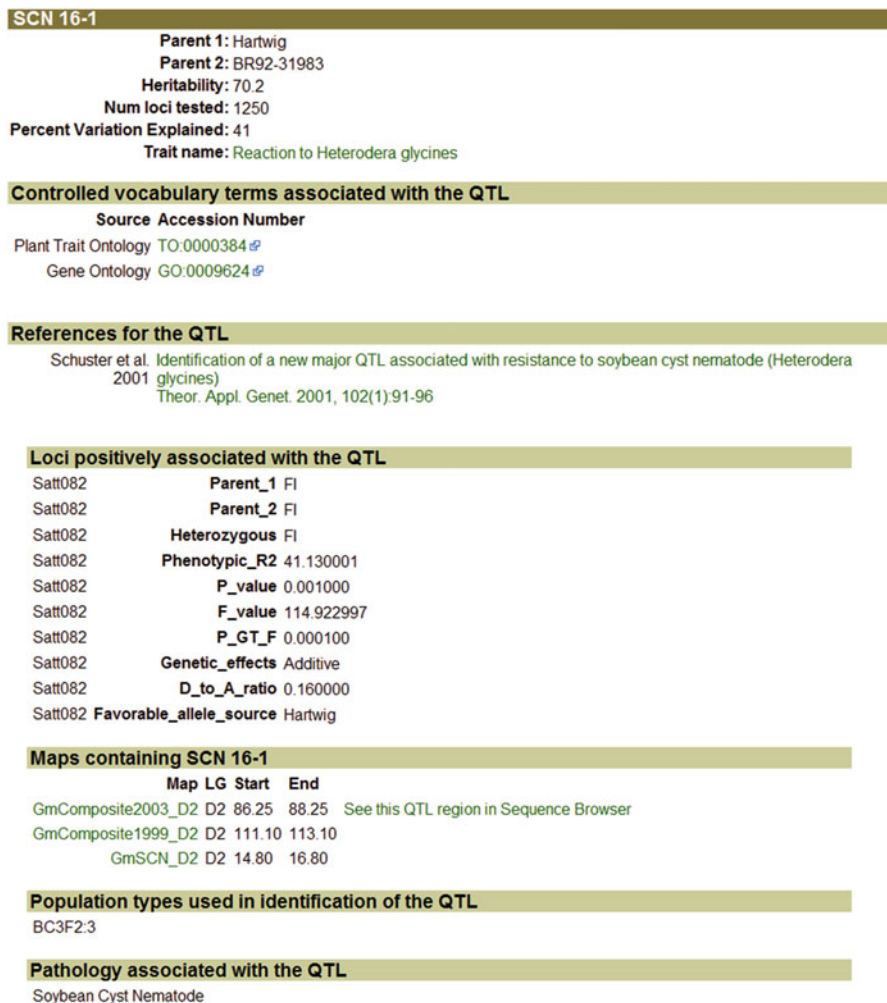 SCN 16-1
Parent 1: Hartwig
Parent 2: BR92-31983
Heritability: 70.2
Num loci tested: 1250
Percent Variation Explained: 41
Trait name: Reaction to Heterodera glycines
Controlled vocabulary terms associated with the QTL
Source Accession Number
Plant Trait Ontology TO:0000384
Gene Ontology GO:0009624
References for the QTL
Schuster et al. Identification of a new major QTL associated with resistance to soybean cyst nematode (Heterodera
2001 glycines)
Theor. Appl. Genet. 2001, 102(1):91-96
Loci positively associated with the QTL
Satt082 Parent_1 FI
Satt082 Parent_2 FI
Satt082 Heterozygous FI
Satt082 Phenotypic_R2 41.130001
Satt082 P_value 0.001000
Satt082 F_value 114.922997
Satt082 P_GT_F 0.000100
Satt082 Genetic_effects Additive
Satt082 D_to_A_ratio 0.160000
Satt082 Favorable_allele_source Hartwig
Maps containing SCN 16-1
Map LG Start End
GmComposite2003_D2 D2 86.25 88.25 See this QTL region in Sequence Browser
GmComposite1999_D2 D2 111.10 113.10
GmSCN_D2 D2 14.80 16.80
Population types used in identification of the QTL
BC3F2:3
Pathology associated with the QTL
Soybean Cyst Nematode